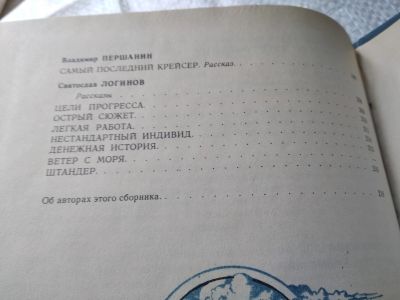 Владимир ПЕРШАНИН
САМЫЙ ПОСЛЕДНИЙ КРЕЙСЕР. Рассказ.
Святослав ЛОГИНОВ
Рассказы
ЦЕЛИ ПРОГРЕССА.
ОСТРЫЙ СЮЖЕТ.
ЛЕГКАЯ РАБОТА.
НЕСТАНДАРТНЫЙ ИНДИВИД.
ДЕНЕЖНАЯ ИСТОРИЯ.
ВЕТЕР С МОРЯ.
ШТАНДЕР.
Об авторах этого сборника.